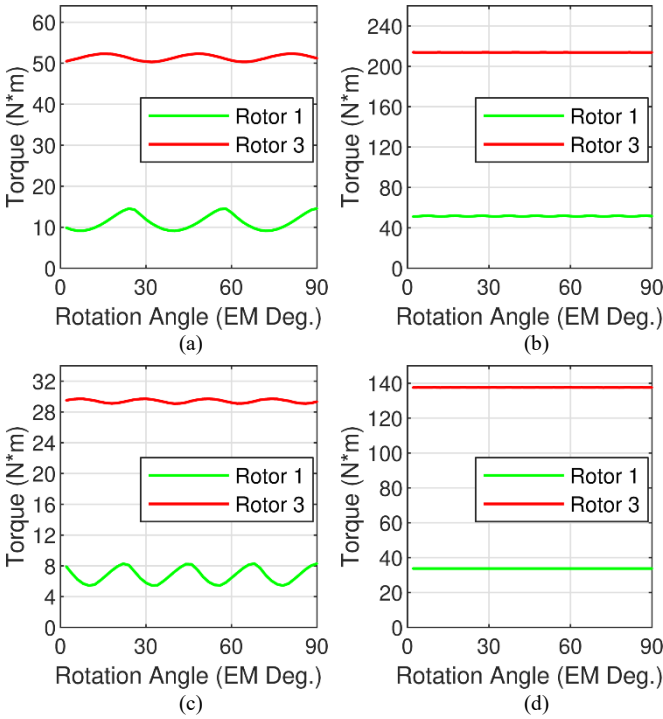 60
50
40
30
20
10
0
Torque (N*m)
Rotor 1
Rotor 3
0 30 60 90
Rotation Angle (EM Deg.)
(a)
240
200
160
120
80
40
0
Torque (N*m)
Rotor 1
Rotor 3
0 30 60 90
Rotation Angle (EM Deg.)
(b)
32
28
24
20
16
12
8
4
0
Torque (N*m)
Rotor 1
Rotor 3
0 30 60 90
Rotation Angle (EM Deg.)
(c)
140
120
100
80
60
40
20
0
Torque (N*m)
Rotor 1
Rotor 3
0 30 60 90
Rotation Angle (EM Deg.)
(d)